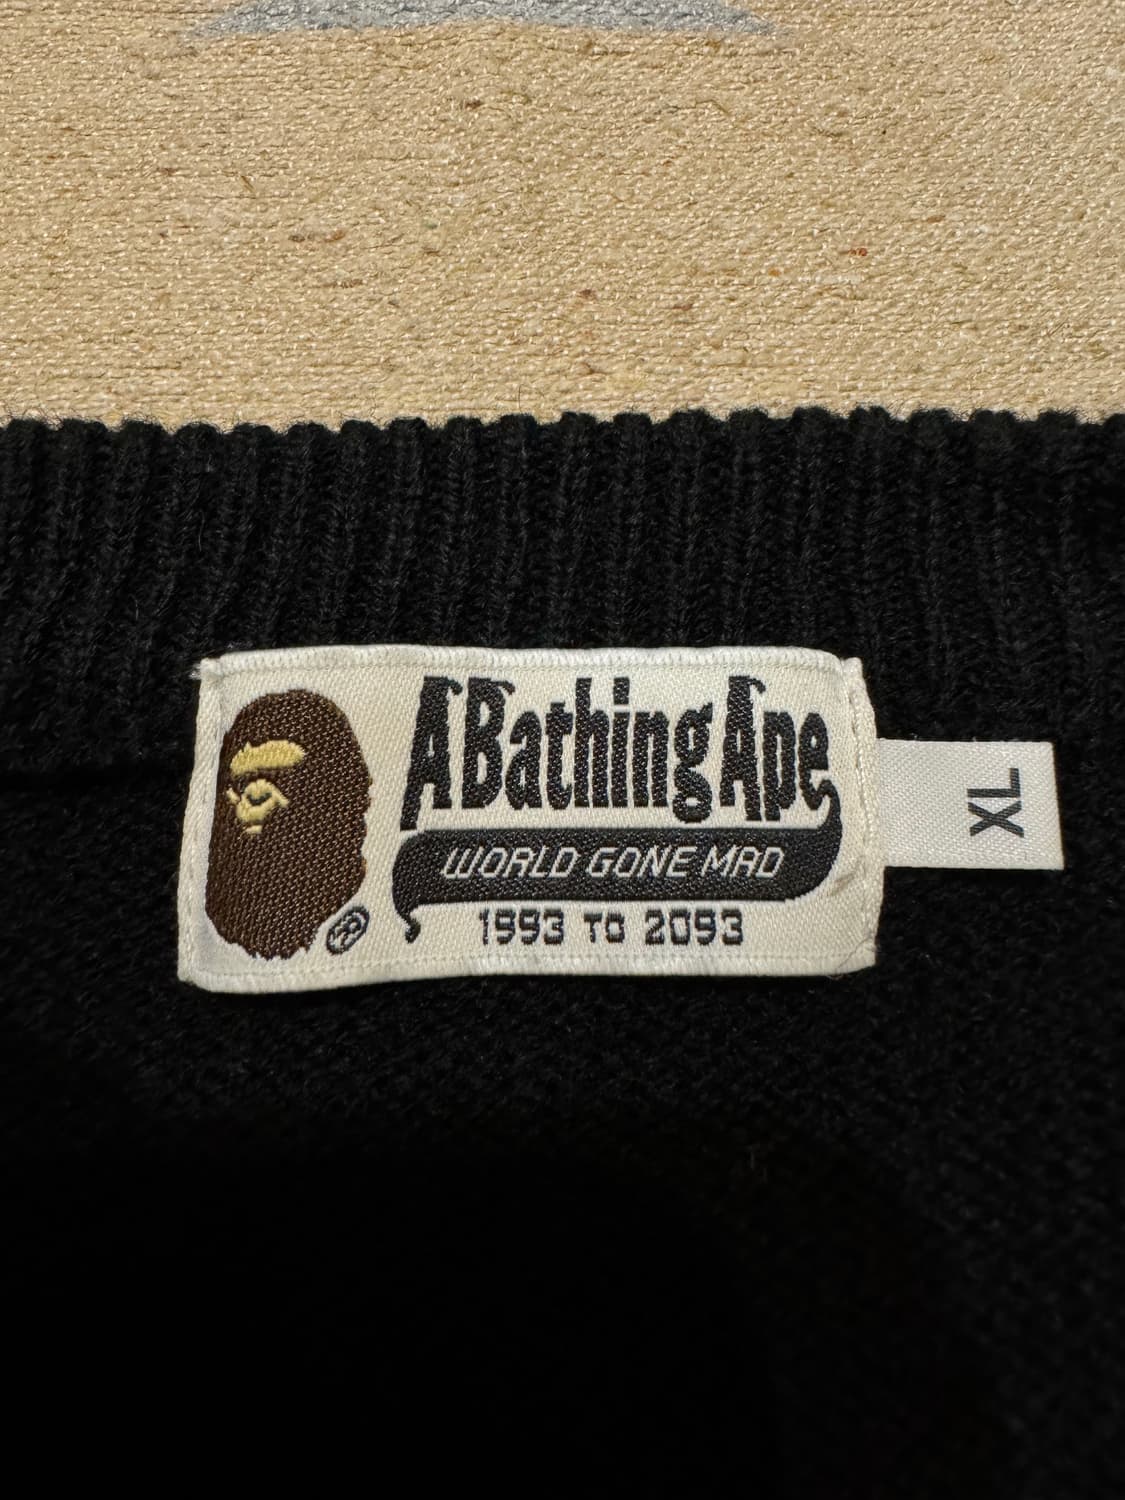 A Bathing Ape
WORLD GONE MAD
1993 TO 2093
®
XL